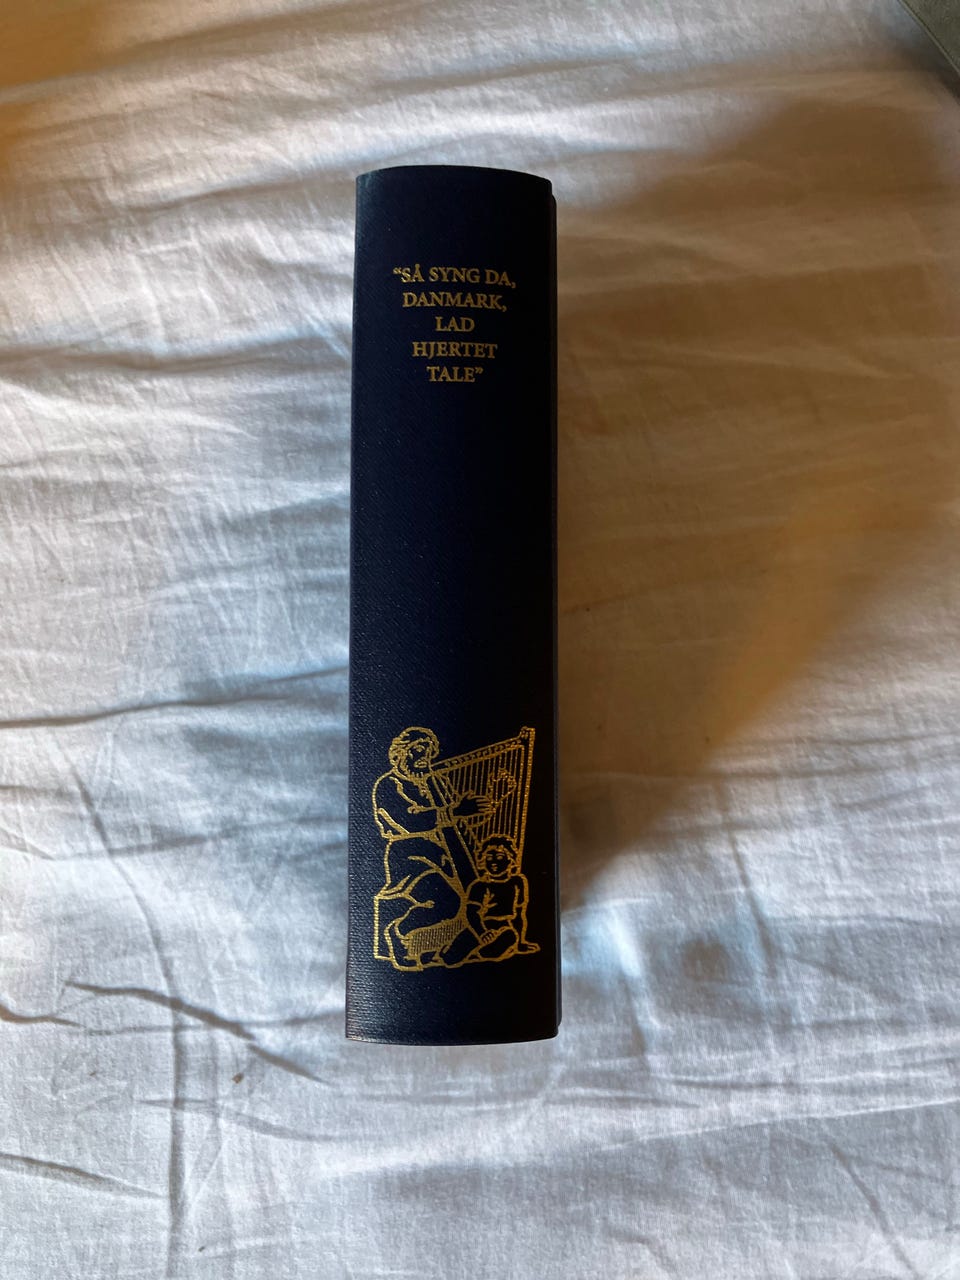 “SÅ SYNG DA,
DANMARK,
LAD
HJERTET
TALE”